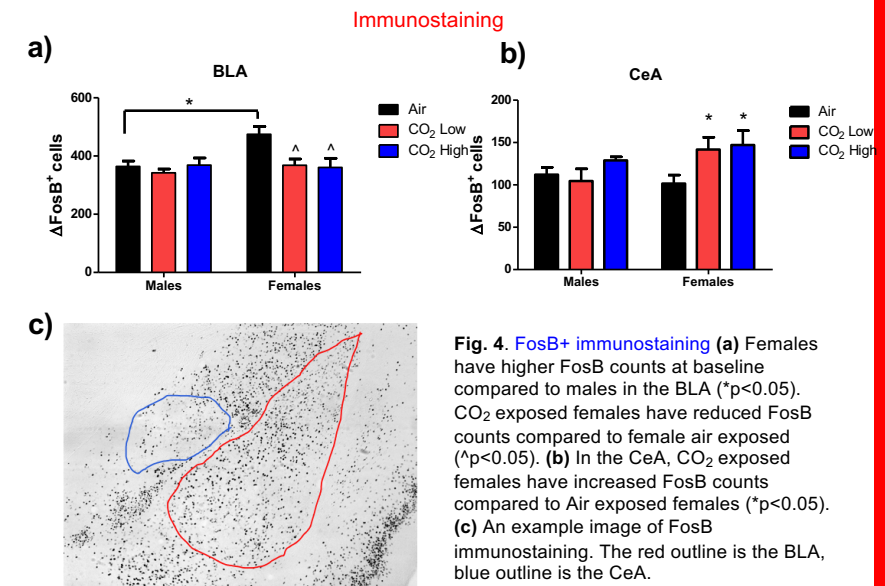 Immunostaining
a)
BLA
ΔFosB+ cells
600
400
200
0
*
^
^
Males
Females
Air
CO2 Low
CO2 High
b)
CeA
ΔFosB+ cells
200
150
100
50
0
*
*
Males
Females
Air
CO2 Low
CO2 High
c)
Fig. 4. FosB+ immunostaining (a) Females
have higher FosB counts at baseline
compared to males in the BLA (*p<0.05).
CO2 exposed females have reduced FosB
counts compared to female air exposed
(^p<0.05). (b) In the CeA, CO2 exposed
females have increased FosB counts
compared to Air exposed females (*p<0.05).
(c) An example image of FosB
immunostaining. The red outline is the BLA,
blue outline is the CeA.